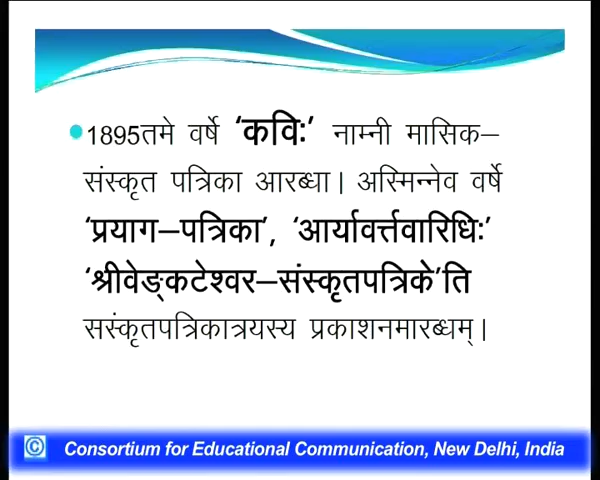 1895तमे वर्षे ‘कविः’ नाम्नी मासिक–
संस्कृत पत्रिका आरब्धा। अस्मिन्नेव वर्षे
‘प्रयाग–पत्रिका’, ‘आर्यावर्त्तवारिधिः’
‘श्रीवेङ्कटेश्वर–संस्कृतपत्रिके’ति
ससंकृतपत्रिकात्रयस्य प्रकाशनमारब्धम्।
© Consortium for Educational Communication, New Delhi, India